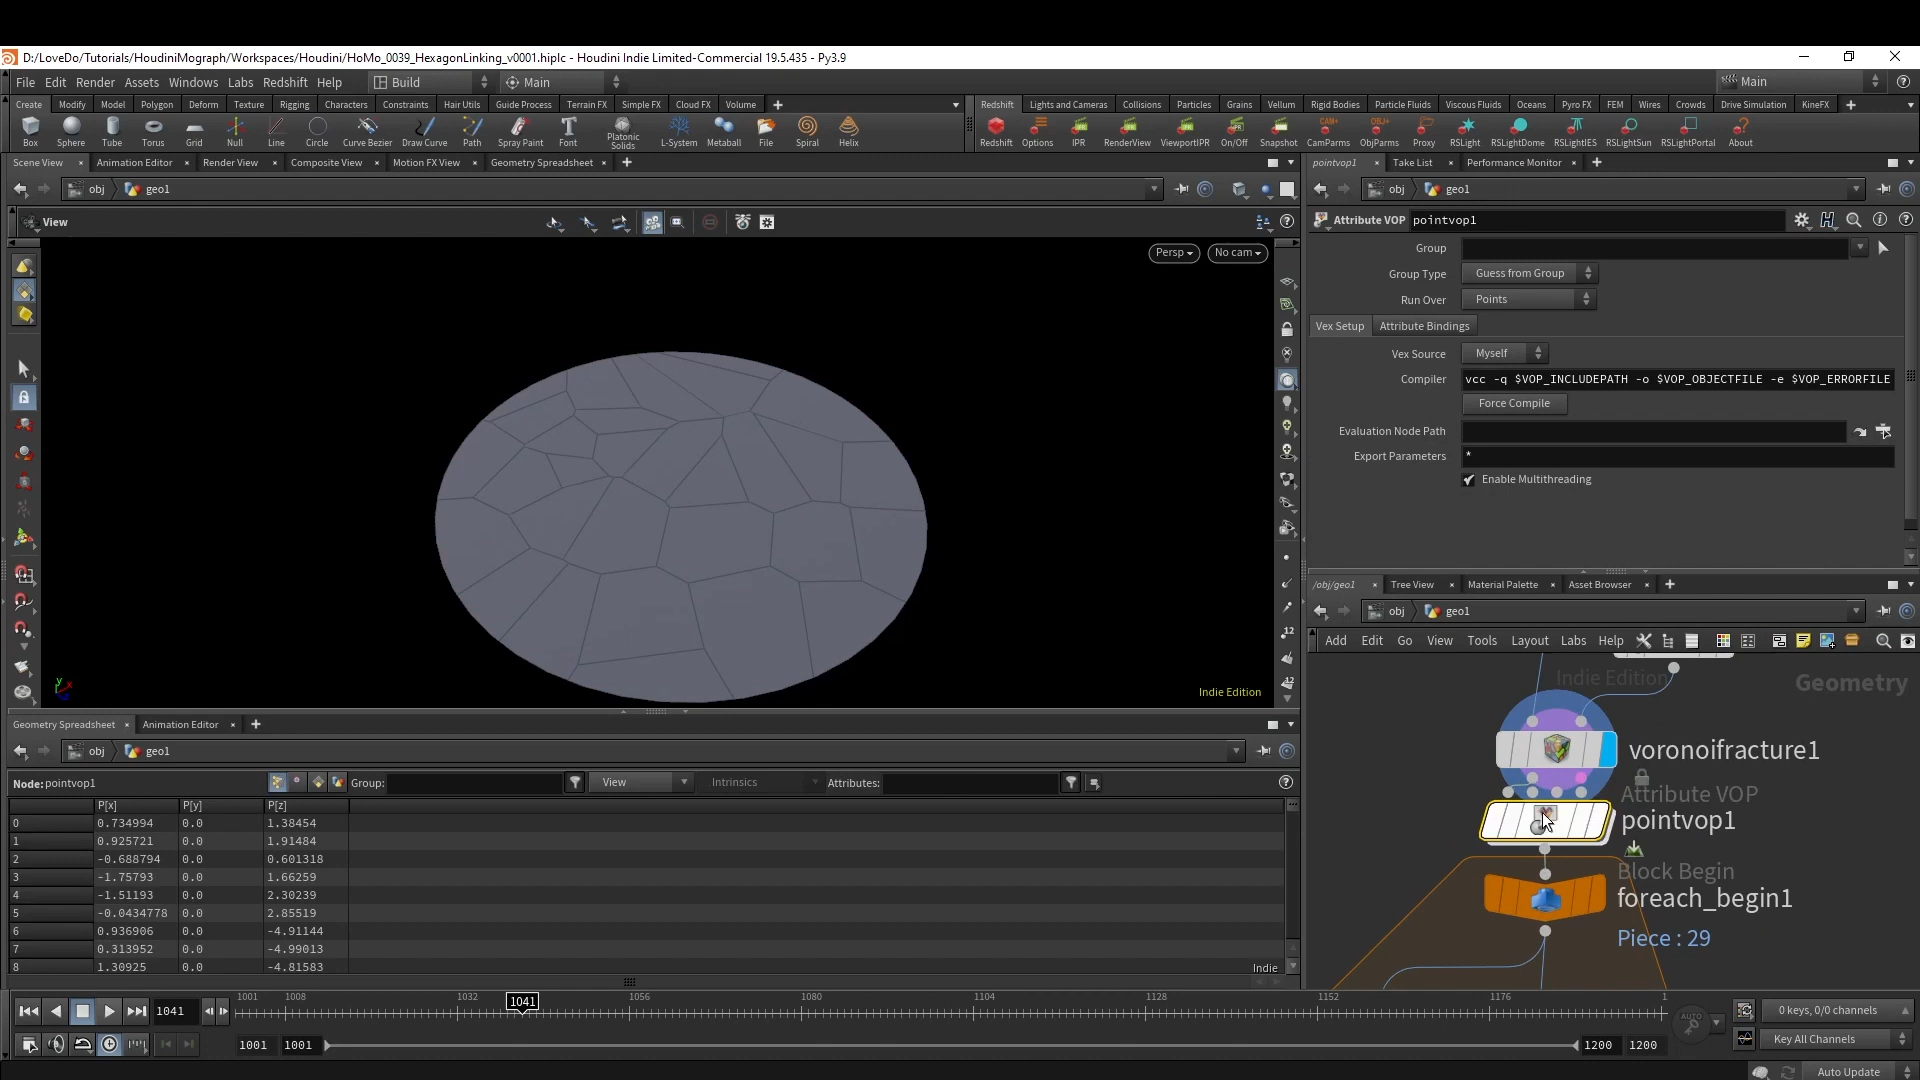 D:/LoveDo/Tutorials/HoudiniMograph/Workspaces/Houdini/HoMo_0039_HexagonLinking_v0001.hiplc - Houdini Indie Limited-Commercial 19.5.435 - Py3.9
File Edit Render Assets Windows Labs Redshift Help Build Main Main
Create Modify Model Polygon Deform Texture Rigging Characters Constraints Hair Utils Guide Process Terrain FX Simple FX Cloud FX Volume
Redshift Lights and Cameras Collisions Particles Grains Vellum Rigid Bodies Particle Fluids Viscous Fluids Oceans Pyro FX FEM Wires Crowds Drive Simulation KineFX
Box Sphere Tube Torus Grid Null Line Circle Curve Bezier Draw Curve Path Spray Paint Font Platonic Solids L-System Metaball File Spiral Helix
CAM+ OBJ+
Redshift Options IPR RenderView ViewportIPR On/Off Snapshot CamParms ObjParms Proxy RSLight RSLightDome RSLightIES RSLightSun RSLightPortal About
Scene View Animation Editor Render View Composite View Motion FX View Geometry Spreadsheet
obj geo1
View
Persp No cam
Indie Edition
pointvop1 Take List Performance Monitor
obj geo1
Attribute VOP pointvop1
Group
Group Type Guess from Group
Run Over Points
Vex Setup Attribute Bindings
Vex Source Myself
Compiler vcc -q $VOP_INCLUDEPATH -o $VOP_OBJECTFILE -e $VOP_ERRORFILE
Force Compile
Evaluation Node Path
Export Parameters *
Enable Multithreading
/obj/geo1 Tree View Material Palette Asset Browser
obj geo1
Add Edit Go View Tools Layout Labs Help
Indie Edition Geometry
voronoifracture1
Attribute VOP
pointvop1
Block Begin
foreach_begin1
Piece : 29
Geometry Spreadsheet Animation Editor
obj geo1
Node: pointvop1 Group: View Intrinsics Attributes:
P[x] P[y] P[z]
0 0.734994 0.0 1.38454
1 0.925721 0.0 1.91484
2 -0.688794 0.0 0.601318
3 -1.75793 0.0 1.66259
4 -1.51193 0.0 2.30239
5 -0.0434778 0.0 2.85519
6 0.936906 0.0 -4.91144
7 0.313952 0.0 -4.99013
8 1.30925 0.0 -4.81583
Indie
1041 1001 1008 1032 1041 1056 1080 1104 1128 1152 1176 1
AUTO
0 keys, 0/0 channels
1001 1001 1200 1200
Key All Channels
Auto Update